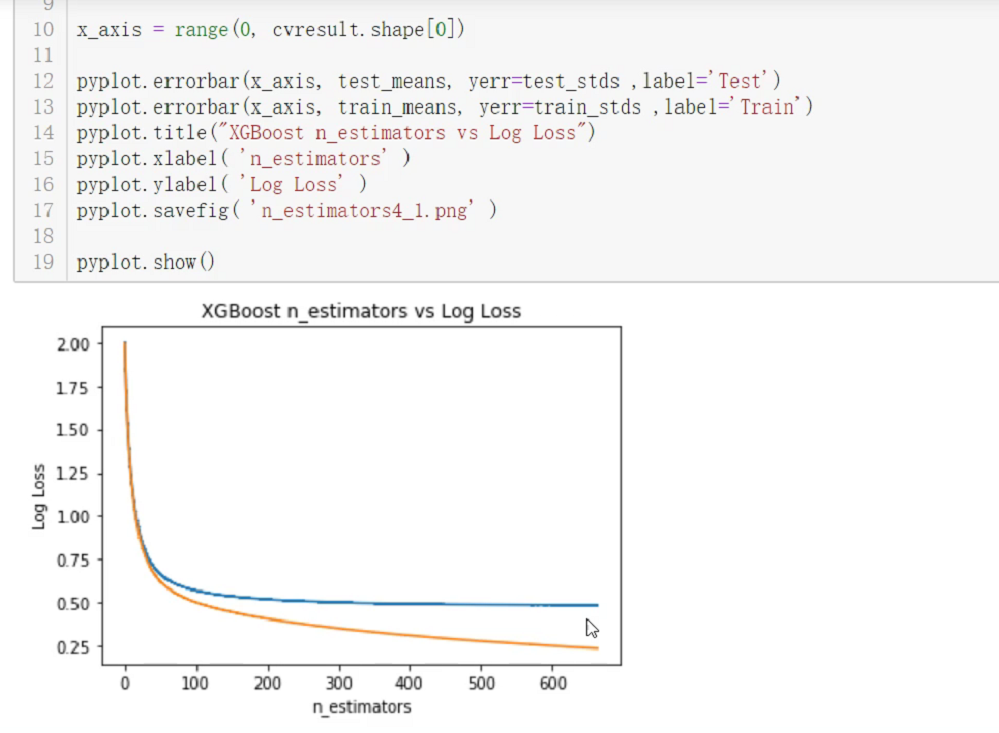 9
10 x_axis = range(0, cvresult.shape[0])
11
12 pyplot.errorbar(x_axis, test_means, yerr=test_stds ,label='Test')
13 pyplot.errorbar(x_axis, train_means, yerr=train_stds ,label='Train')
14 pyplot.title("XGBoost n_estimators vs Log Loss")
15 pyplot.xlabel( 'n_estimators' )
16 pyplot.ylabel( 'Log Loss' )
17 pyplot.savefig( 'n_estimators4_1.png' )
18
19 pyplot.show()
XGBoost n_estimators vs Log Loss
2.00
1.75
1.50
1.25
1.00
0.75
0.50
0.25
Log Loss
0 100 200 300 400 500 600
n_estimators